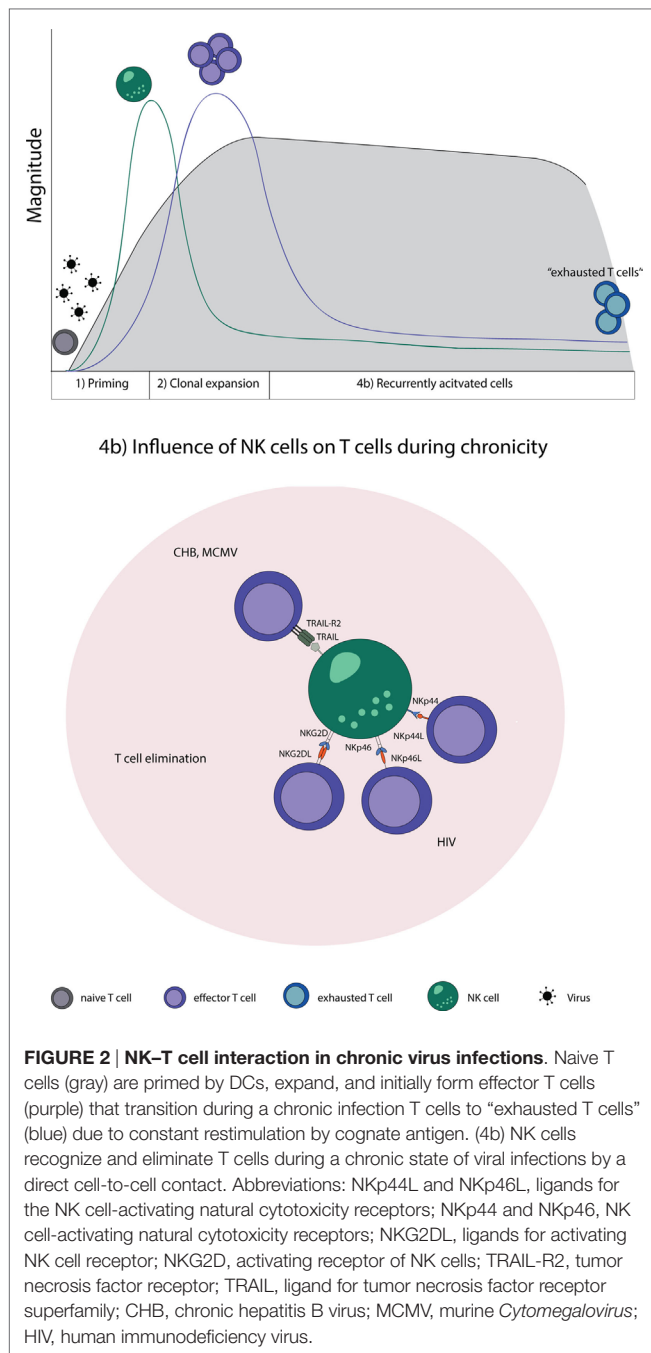 Magnitude
"exhausted T cells"
1) Priming
2) Clonal expansion
4b) Recurrently acitvated cells
4b) Influence of NK cells on T cells during chronicity
CHB, MCMV
TRAIL-R2
TRAIL
NKp44
NKp44L
NKG2D
NKp46
NKG2DL
NKp46L
T cell elimination
HIV
naive T cell
effector T cell
exhausted T cell
NK cell
Virus
FIGURE 2 | NK–T cell interaction in chronic virus infections. Naive T
cells (gray) are primed by DCs, expand, and initially form effector T cells
(purple) that transition during a chronic infection T cells to “exhausted T cells”
(blue) due to constant restimulation by cognate antigen. (4b) NK cells
recognize and eliminate T cells during a chronic state of viral infections by a
direct cell-to-cell contact. Abbreviations: NKp44L and NKp46L, ligands for
the NK cell-activating natural cytotoxicity receptors; NKp44 and NKp46, NK
cell-activating natural cytotoxicity receptors; NKG2DL, ligands for activating
NK cell receptor; NKG2D, activating receptor of NK cells; TRAIL-R2, tumor
necrosis factor receptor; TRAIL, ligand for tumor necrosis factor receptor
superfamily; CHB, chronic hepatitis B virus; MCMV, murine Cytomegalovirus;
HIV, human immunodeficiency virus.